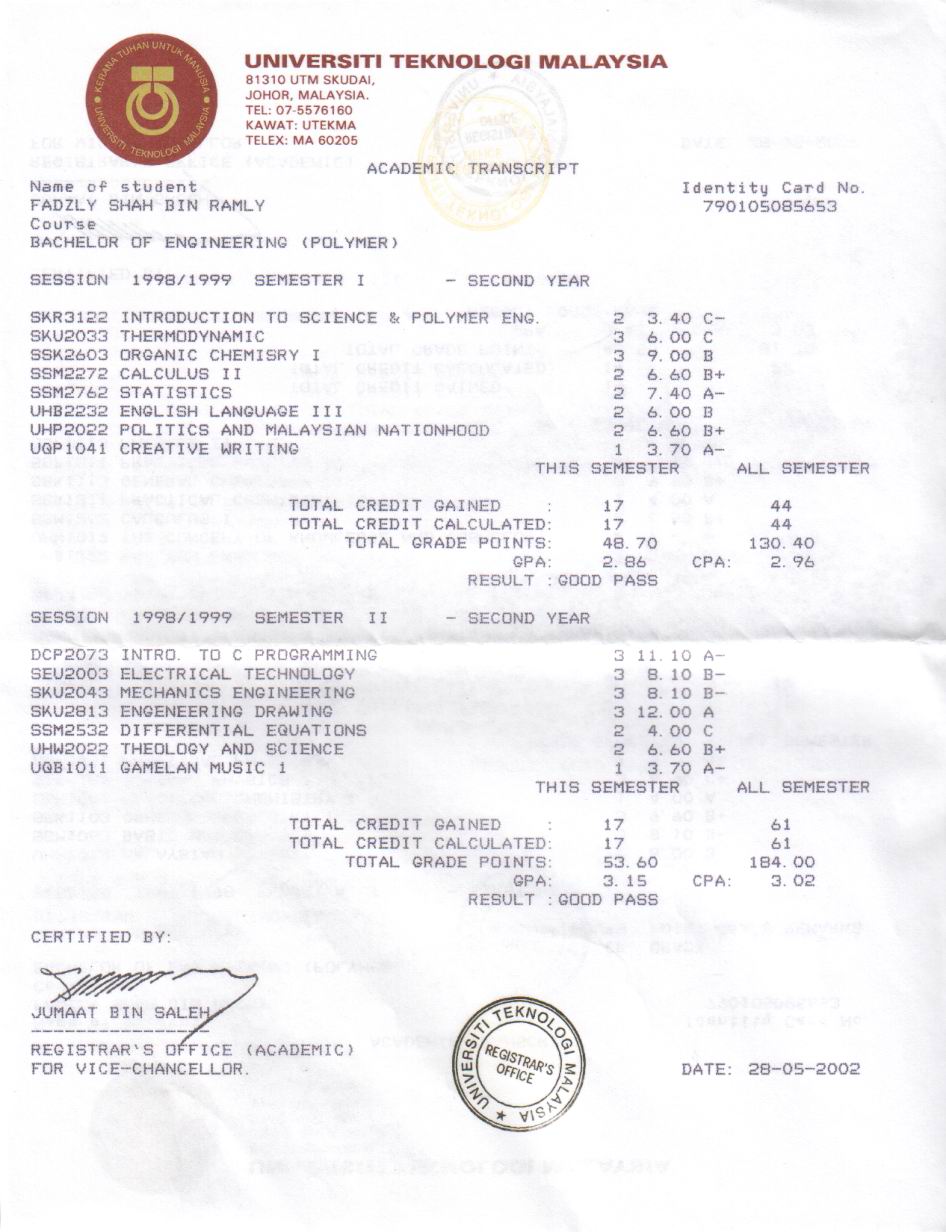 KERANA TUHAN UNTUK MANUSIA
UNIVERSITI TEKNOLOGI MALAYSIA
UNIVERSITI TEKNOLOGI MALAYSIA
81310 UTM SKUDAI,
JOHOR, MALAYSIA.
TEL: 07-5576160
KAWAT: UTEKMA
TELEX: MA 60205
ACADEMIC TRANSCRIPT
Name of student Identity Card No.
FADZLY SHAH BIN RAMLY 790105085653
Course
BACHELOR OF ENGINEERING (POLYMER)
SESSION 1998/1999 SEMESTER I - SECOND YEAR
SKR3122 INTRODUCTION TO SCIENCE & POLYMER ENG. 2 3.40 C-
SKU2033 THERMODYNAMIC 3 6.00 C
SSK2603 ORGANIC CHEMISRY I 3 9.00 B
SSM2272 CALCULUS II 2 6.60 B+
SSM2762 STATISTICS 2 7.40 A-
UHB2232 ENGLISH LANGUAGE III 2 6.00 B
UHP2022 POLITICS AND MALAYSIAN NATIONHOOD 2 6.60 B+
UQP1041 CREATIVE WRITING 1 3.70 A-
THIS SEMESTER ALL SEMESTER
TOTAL CREDIT GAINED : 17 44
TOTAL CREDIT CALCULATED: 17 44
TOTAL GRADE POINTS: 48.70 130.40
GPA: 2.86 CPA: 2.96
RESULT :GOOD PASS
SESSION 1998/1999 SEMESTER II - SECOND YEAR
DCP2073 INTRO. TO C PROGRAMMING 3 11.10 A-
SEU2003 ELECTRICAL TECHNOLOGY 3 8.10 B-
SKU2043 MECHANICS ENGINEERING 3 8.10 B-
SKU2813 ENGENEERING DRAWING 3 12.00 A
SSM2532 DIFFERENTIAL EQUATIONS 2 4.00 C
UHW2022 THEOLOGY AND SCIENCE 2 6.60 B+
UQB1011 GAMELAN MUSIC 1 1 3.70 A-
THIS SEMESTER ALL SEMESTER
TOTAL CREDIT GAINED : 17 61
TOTAL CREDIT CALCULATED: 17 61
TOTAL GRADE POINTS: 53.60 184.00
GPA: 3.15 CPA: 3.02
RESULT :GOOD PASS
CERTIFIED BY:
JUMAAT BIN SALEH
REGISTRAR'S OFFICE (ACADEMIC)
FOR VICE-CHANCELLOR.
UNIVERSITI TEKNOLOGI MALAYSIA
REGISTRAR'S
OFFICE
DATE: 28-05-2002